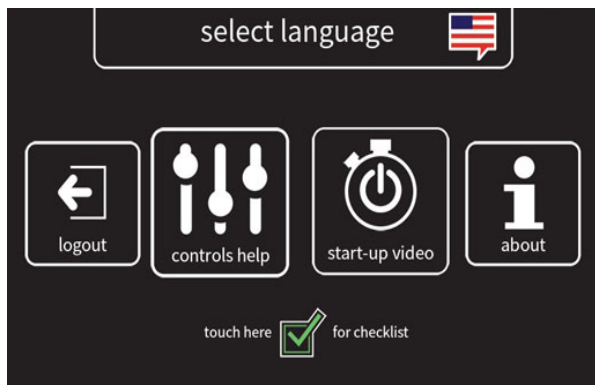 select language
logout
controls help
start-up video
about
touch here
for checklist